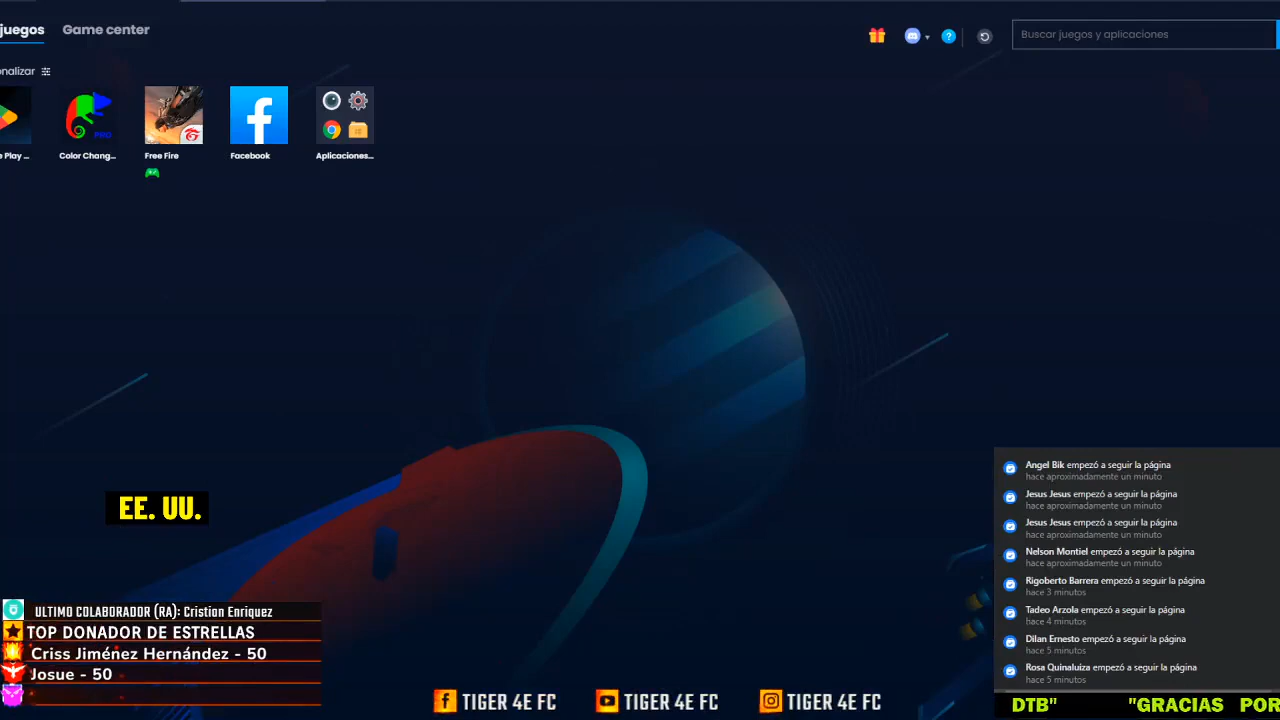 juegos
Game center
Buscar juegos y aplicaciones
onalizar
e Play ...
Color Chang...
Free Fire
Facebook
Aplicaciones...
PRO
EE. UU.
Angel Bik empezó a seguir la página
hace aproximadamente un minuto
Jesus Jesus empezó a seguir la página
hace aproximadamente un minuto
Jesus Jesus empezó a seguir la página
hace aproximadamente un minuto
Nelson Montiel empezó a seguir la página
hace aproximadamente un minuto
Rigoberto Barrera empezó a seguir la página
hace 3 minutos
Tadeo Arzola empezó a seguir la página
hace 4 minutos
Dilan Ernesto empezó a seguir la página
hace 5 minutos
Rosa Quinaluiza empezó a seguir la página
hace 5 minutos
ULTIMO COLABORADOR (RA): Cristion Enriquez
TOP DONADOR DE ESTRELLAS
Criss Jiménez Hernández - 50
Josue - 50
TIGER 4E FC
TIGER 4E FC
TIGER 4E FC
DTB" "GRACIAS POR